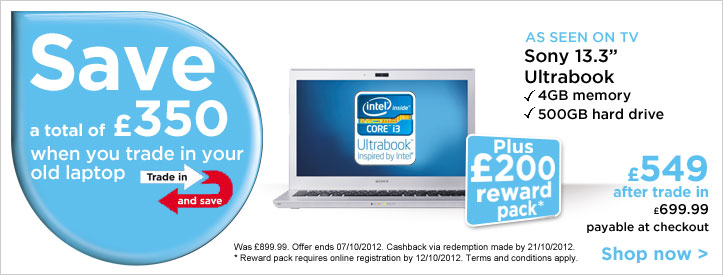 Save
a total of £350
when you trade in your
old laptop
Trade in
and save
intel inside™
CORE i3
Ultrabook™
Inspired by Intel®
SONY
Plus
£200
reward
pack*
AS SEEN ON TV
Sony 13.3”
Ultrabook
✓ 4GB memory
✓ 500GB hard drive
£549
after trade in
£699.99
payable at checkout
Was £899.99. Offer ends 07/10/2012. Cashback via redemption made by 21/10/2012.
* Reward pack requires online registration by 12/10/2012. Terms and conditions apply.
Shop now >